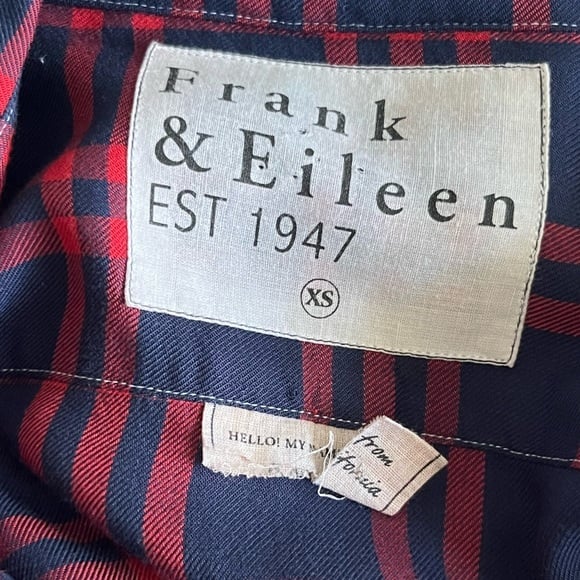 Frank
& Eileen
EST 1947
XS
HELLO! MY
from